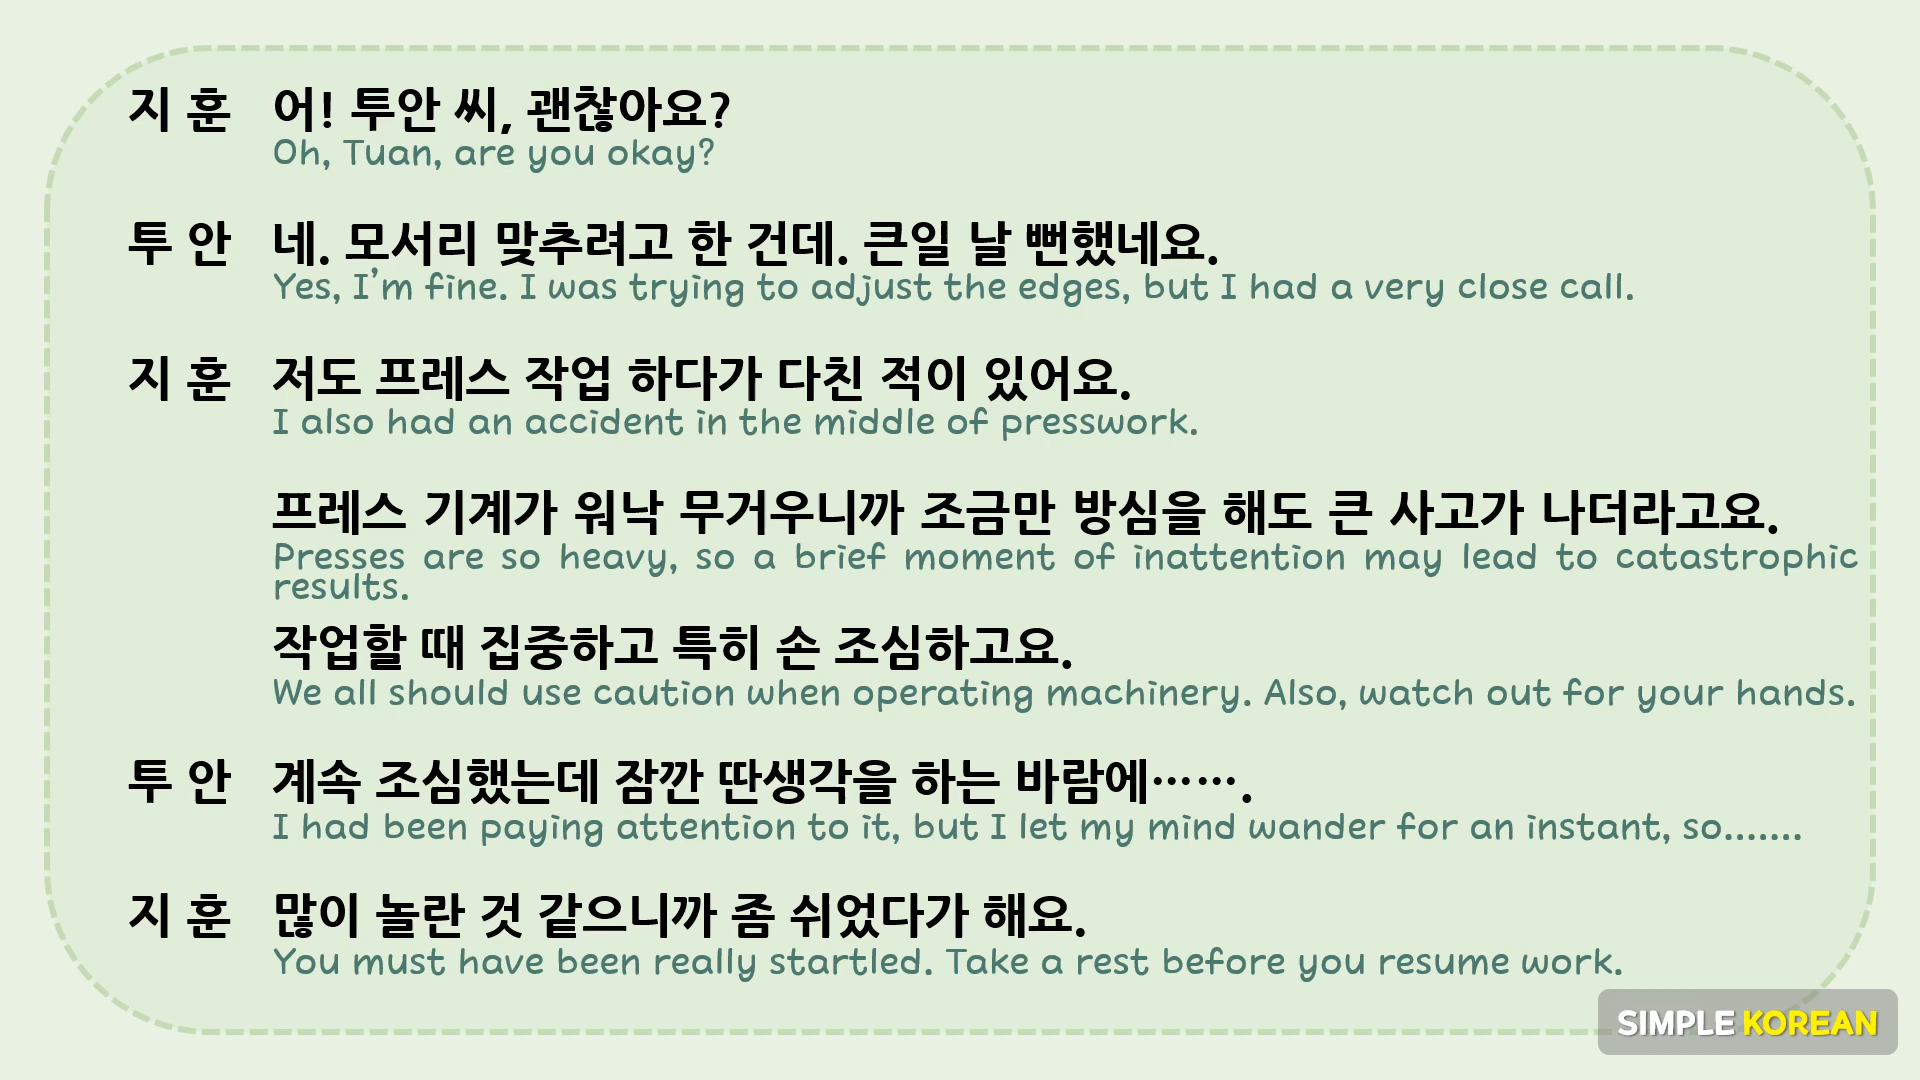 지 훈 어! 투안 씨, 괜찮아요?
Oh, Tuan, are you okay?
투 안 네. 모서리 맞추려고 한 건데. 큰일 날 뻔했네요.
Yes, I'm fine. I was trying to adjust the edges, but I had a very close call.
지 훈 저도 프레스 작업 하다가 다친 적이 있어요.
I also had an accident in the middle of presswork.
프레스 기계가 워낙 무거우니까 조금만 방심을 해도 큰 사고가 나더라고요.
Presses are so heavy, so a brief moment of inattention may lead to catastrophic
results.
작업할 때 집중하고 특히 손 조심하고요.
We all should use caution when operating machinery. Also, watch out for your hands.
투 안 계속 조심했는데 잠깐 딴생각을 하는 바람에…….
I had been paying attention to it, but I let my mind wander for an instant, so.......
지 훈 많이 놀란 것 같으니까 좀 쉬었다가 해요.
You must have been really startled. Take a rest before you resume work.
SIMPLE KOREAN